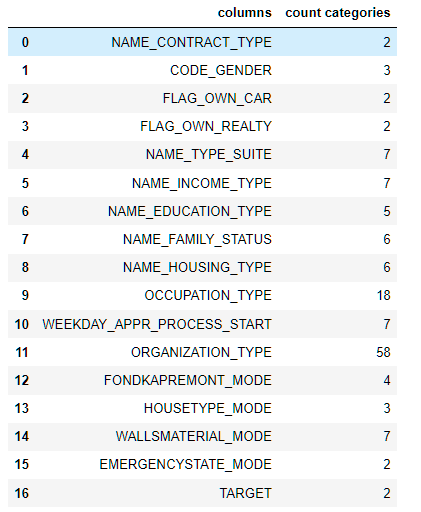 columns count categories
0 NAME_CONTRACT_TYPE 2
1 CODE_GENDER 3
2 FLAG_OWN_CAR 2
3 FLAG_OWN_REALTY 2
4 NAME_TYPE_SUITE 7
5 NAME_INCOME_TYPE 7
6 NAME_EDUCATION_TYPE 5
7 NAME_FAMILY_STATUS 6
8 NAME_HOUSING_TYPE 6
9 OCCUPATION_TYPE 18
10 WEEKDAY_APPR_PROCESS_START 7
11 ORGANIZATION_TYPE 58
12 FONDKAPREMONT_MODE 4
13 HOUSETYPE_MODE 3
14 WALLSMATERIAL_MODE 7
15 EMERGENCYSTATE_MODE 2
16 TARGET 2